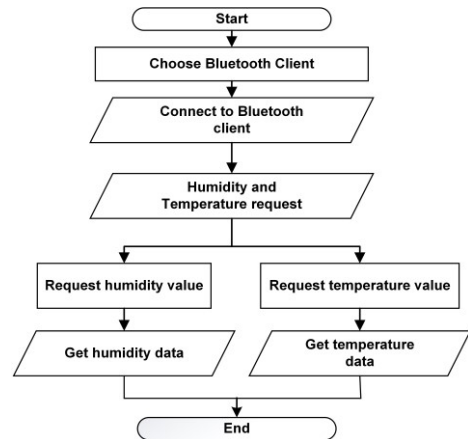 Start
Choose Bluetooth Client
Connect to Bluetooth
client
Humidity and
Temperature request
Request humidity value
Request temperature value
Get humidity data
Get temperature
data
End